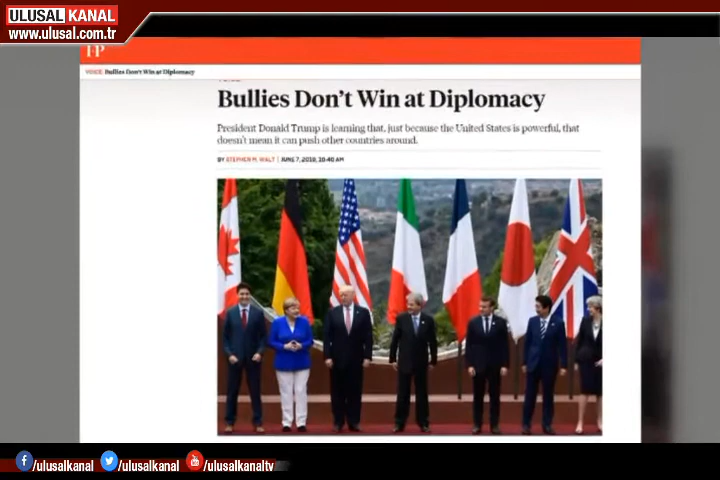 ULUSAL KANAL
www.ulusal.com.tr
FP
VOICE Bullies Don't Win at Diplomacy
Bullies Don't Win at Diplomacy
President Donald Trump is learning that, just because the United States is powerful, that
doesn't mean it can push other countries around.
BY STEPHEN M. WALT | JUNE 7, 2018, 10:40 AM
/ulusalkanal /ulusalkanal /ulusalkanaltv